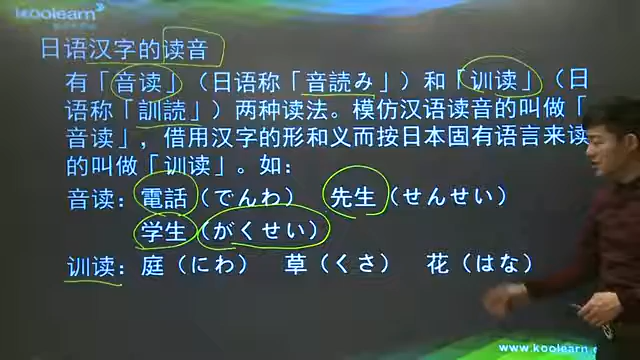 koolearn
日语汉字的读音
有「音读」（日语称「音読み」）和「训读」（日
语称「訓読」）两种读法。模仿汉语读音的叫做「
音读」，借用汉字的形和义而按日本固有语言来读
的叫做「训读」。如：
音读：電話（でんわ） 先生（せんせい）
学生（がくせい）
训读：庭（にわ） 草（くさ） 花（はな）
www.koolearn.c